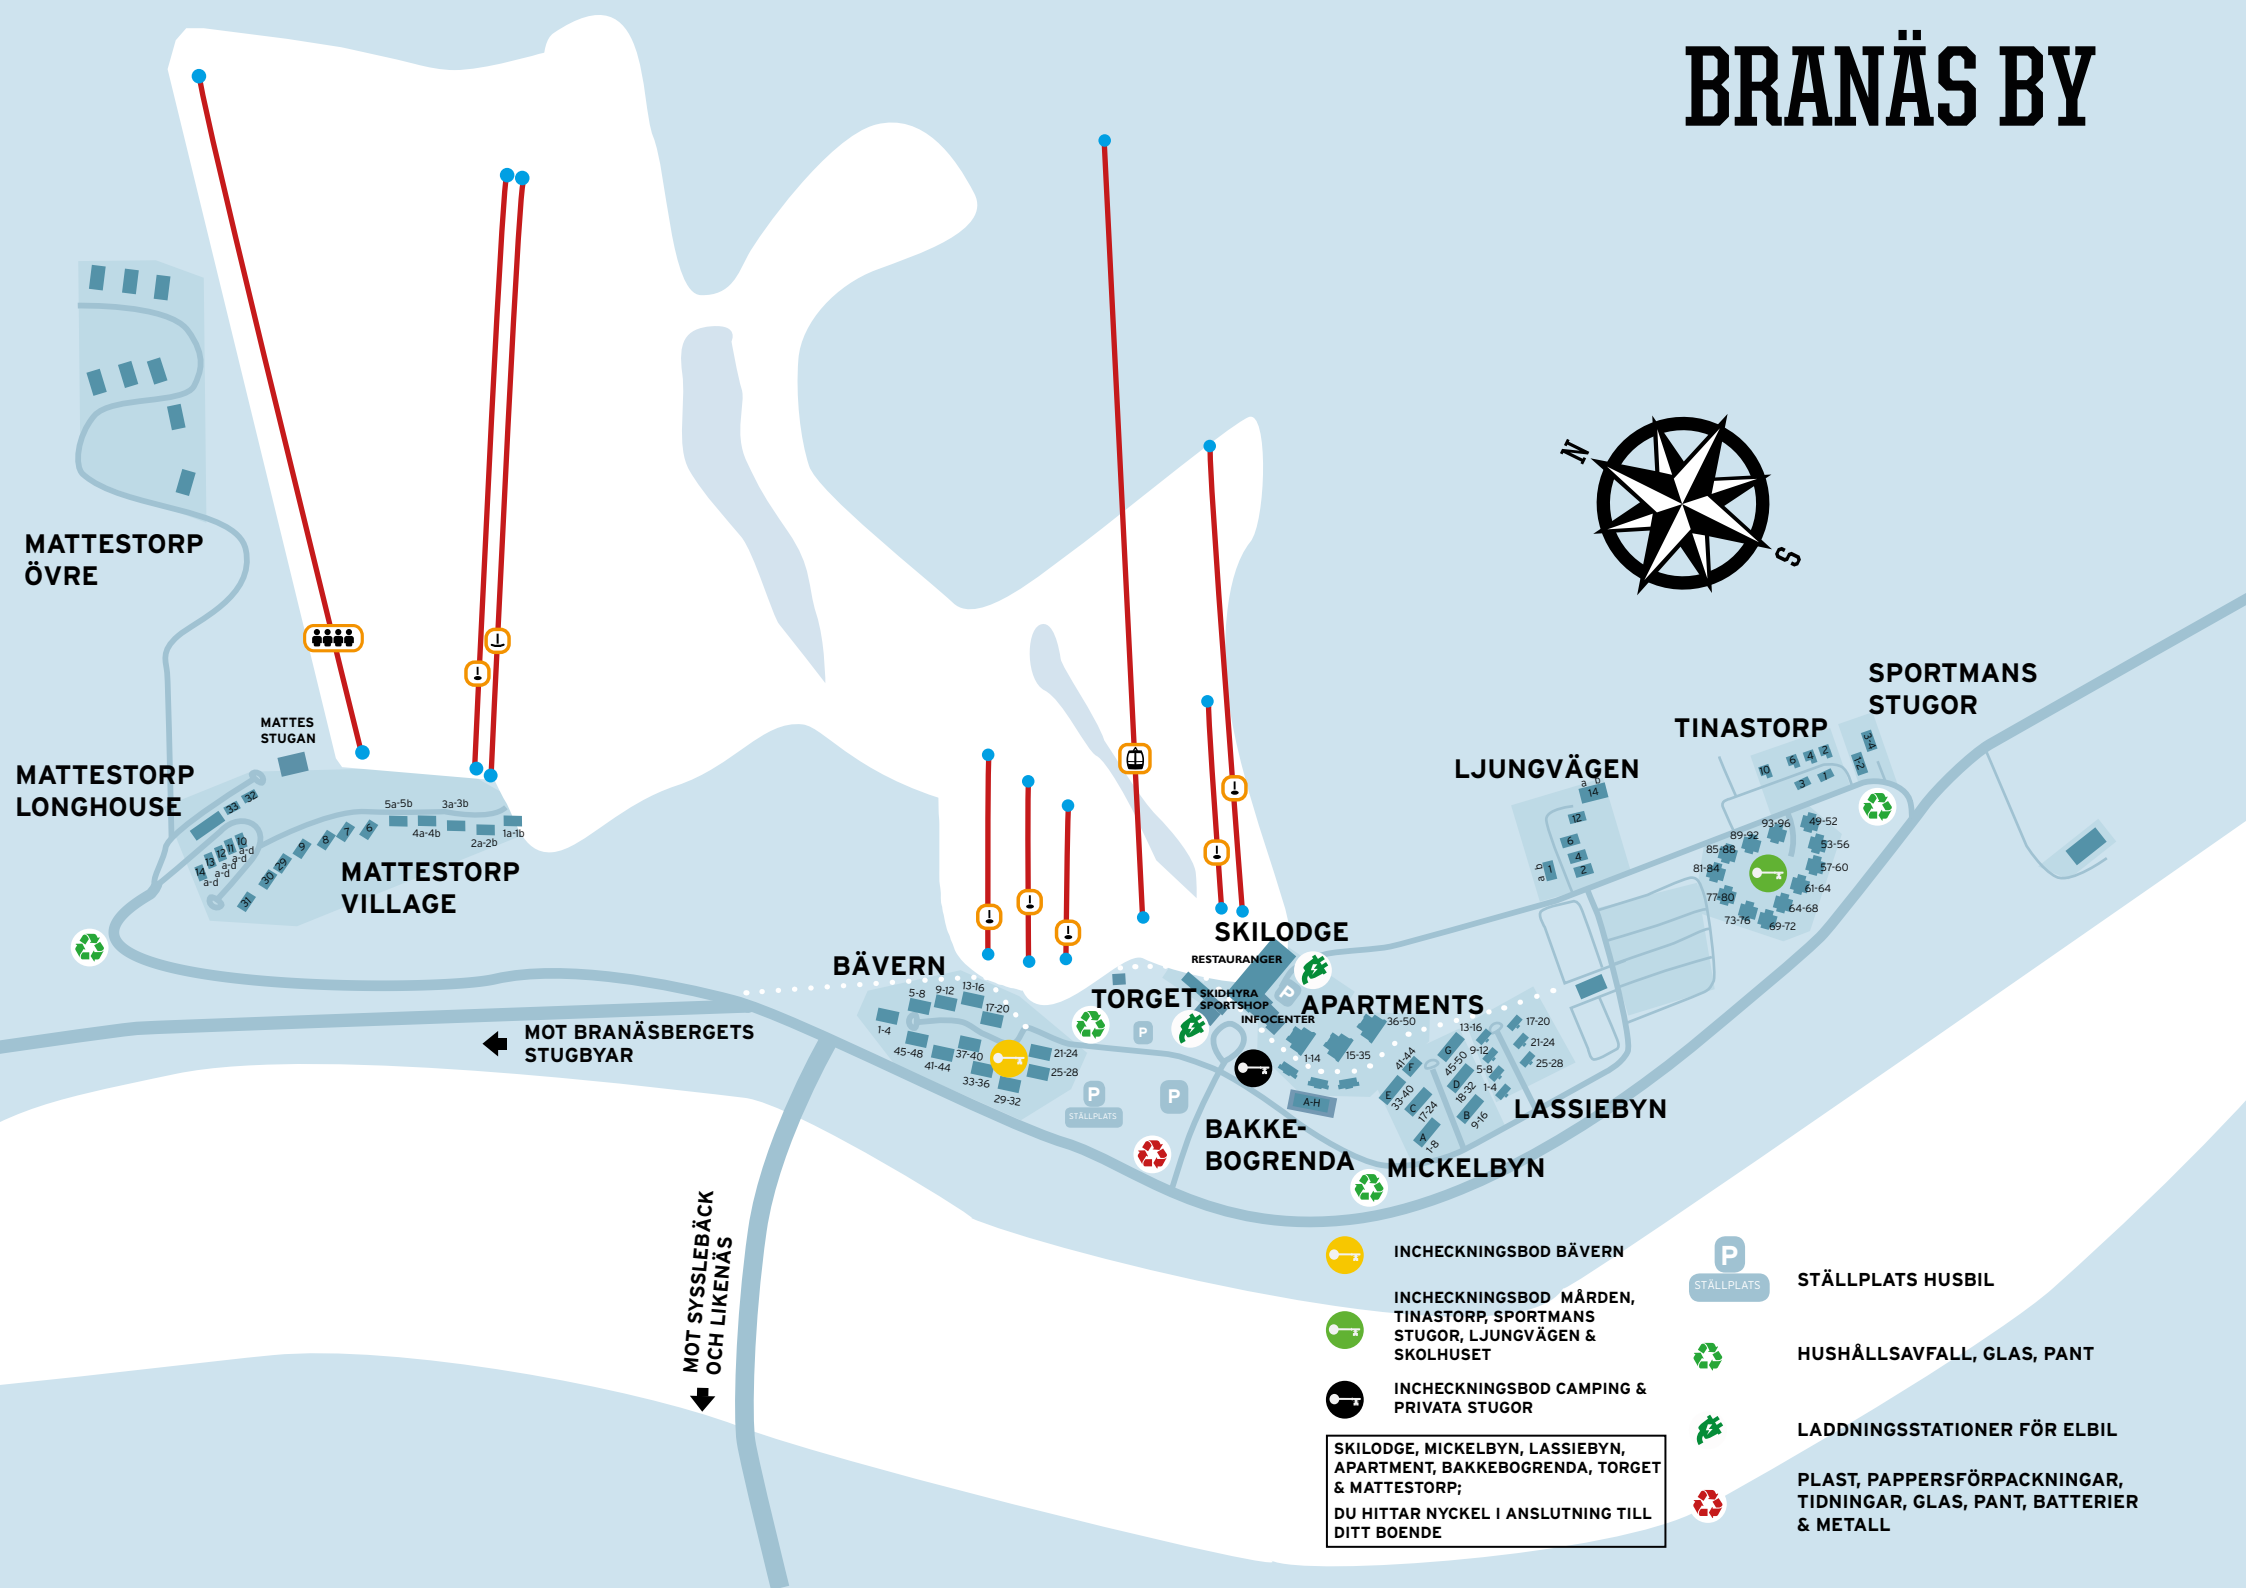 BRANÄS BY
N
S
MATTESTORP
ÖVRE
SPORTMANS
STUGOR
TINASTORP
3-4
1-2
10
6
4
2
3
1
MATTES
STUGAN
LJUNGVÄGEN
a b
14
12
6
4
2
a b
1
MATTESTORP
LONGHOUSE
33
32
5a-5b
3a-3b
4a-4b
2a-2b
1a-1b
14
13
12
11
10
a-d
a-d
a-d
a-d
a-d
6
7
8
9
29
30
31
MATTESTORP
VILLAGE
93-96
49-52
89-92
53-56
85-88
57-60
81-84
61-64
77-80
64-68
73-76
69-72
SKILODGE
RESTAURANGER
BÄVERN
5-8
9-12
13-16
17-20
1-4
45-48
41-44
37-40
33-36
29-32
21-24
25-28
TORGET
SKIDHYRA
SPORTSHOP
INFOCENTER
P
APARTMENTS
36-50
1-14
15-35
P
P
P
STÄLLPLATS
A-H
MOT BRANÄSBERGETS
STUGBYAR
41-44
F
G
45-50
E
33-40
D
18-32
C
17-24
B
9-16
A
1-8
13-16
9-12
5-8
1-4
17-20
21-24
25-28
LASSIEBYN
BAKKE-
BOGRENDA
MICKELBYN
MOT SYSSLEBÄCK
OCH LIKENÄS
INCHECKNINGSBOD BÄVERN
INCHECKNINGSBOD MÅRDEN,
TINASTORP, SPORTMANS
STUGOR, LJUNGVÄGEN &
SKOLHUSET
INCHECKNINGSBOD CAMPING &
PRIVATA STUGOR
SKILODGE, MICKELBYN, LASSIEBYN,
APARTMENT, BAKKEBOGRENDA, TORGET
& MATTESTORP;
DU HITTAR NYCKEL I ANSLUTNING TILL
DITT BOENDE
P
STÄLLPLATS
STÄLLPLATS HUSBIL
HUSHÅLLSAVFALL, GLAS, PANT
LADDNINGSSTATIONER FÖR ELBIL
PLAST, PAPPERSFÖRPACKNINGAR,
TIDNINGAR, GLAS, PANT, BATTERIER
& METALL